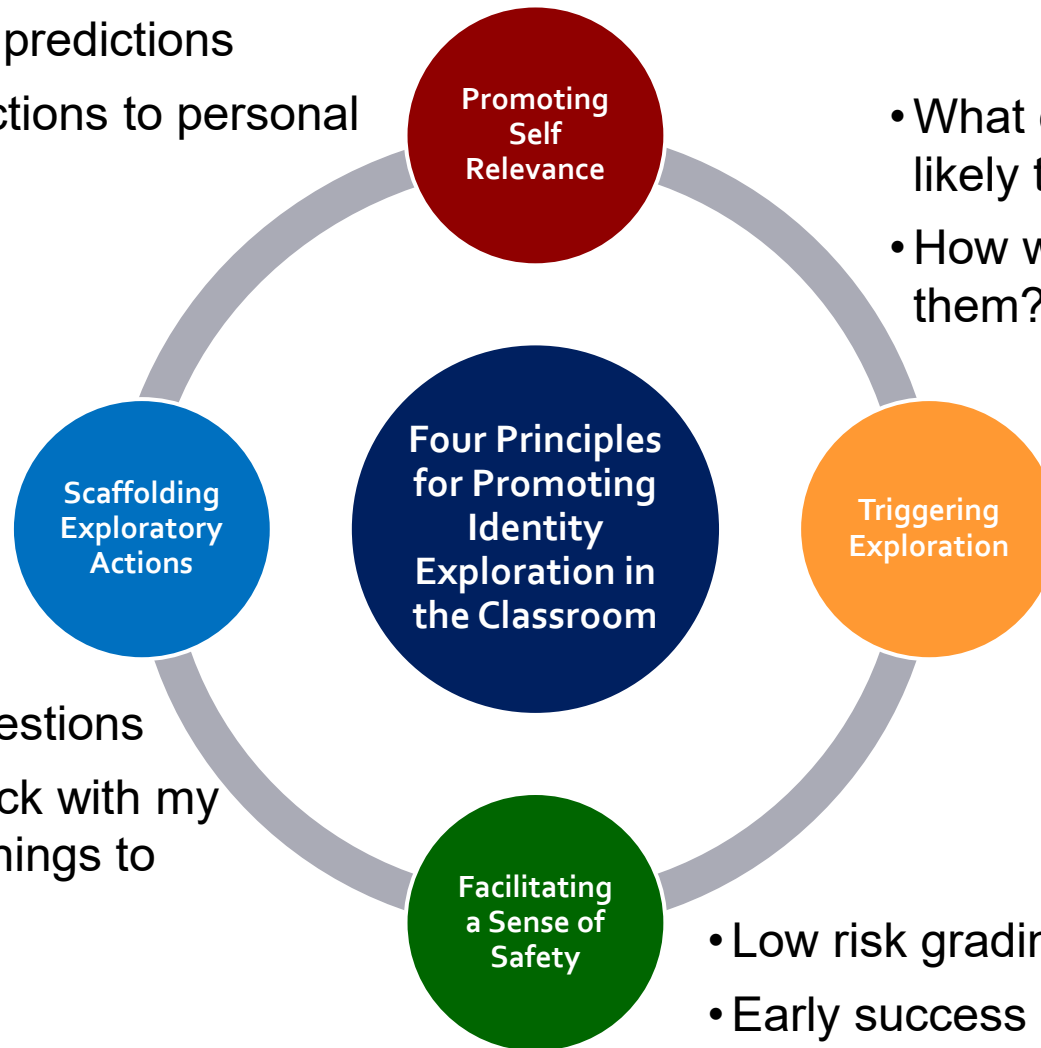 predictions
ctions to personal
Promoting
Self
Relevance
• What
likely
• How
them?
Four Principles
for Promoting
Identity
Exploration in
the Classroom
Scaffolding
Exploratory
Actions
Triggering
Exploration
estions
ck with my
nings to
Facilitating
a Sense of
Safety
• Low risk gradin
• Early success